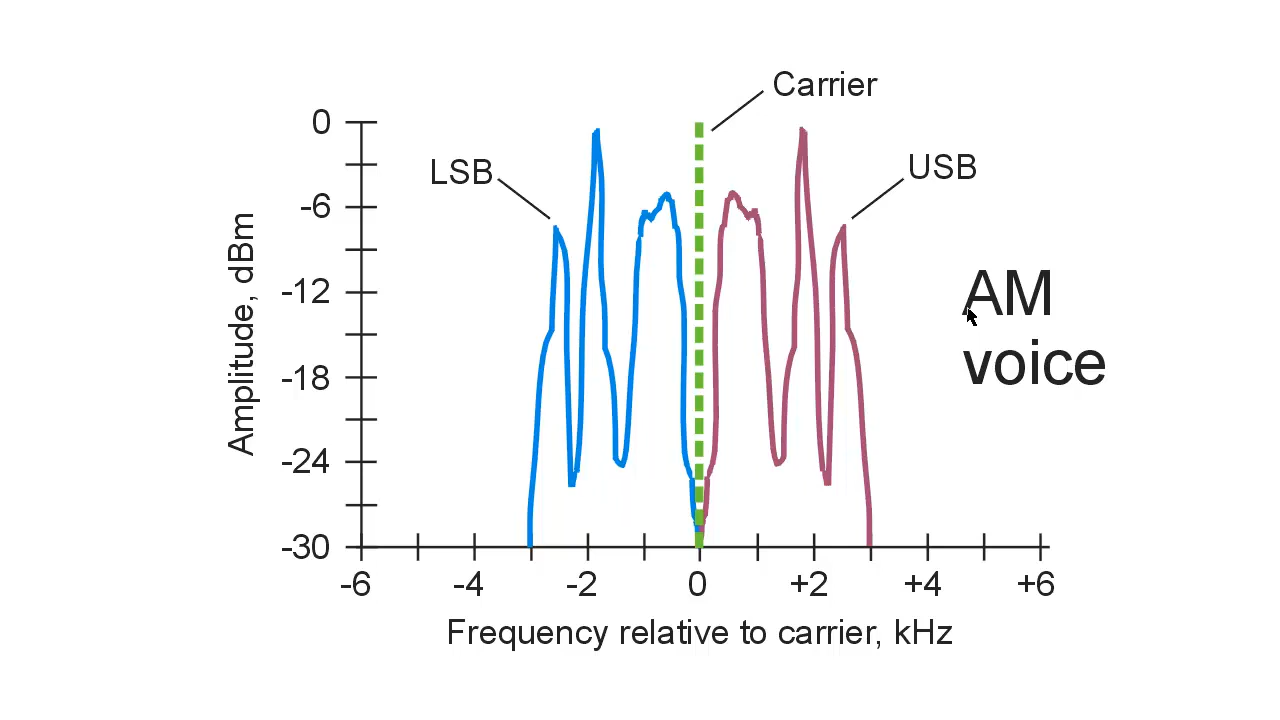 Carrier
0
LSB
USB
-6
Amplitude, dBm
-12
AM
voice
-18
-24
-30
-6 -4 -2 0 +2 +4 +6
Frequency relative to carrier, kHz